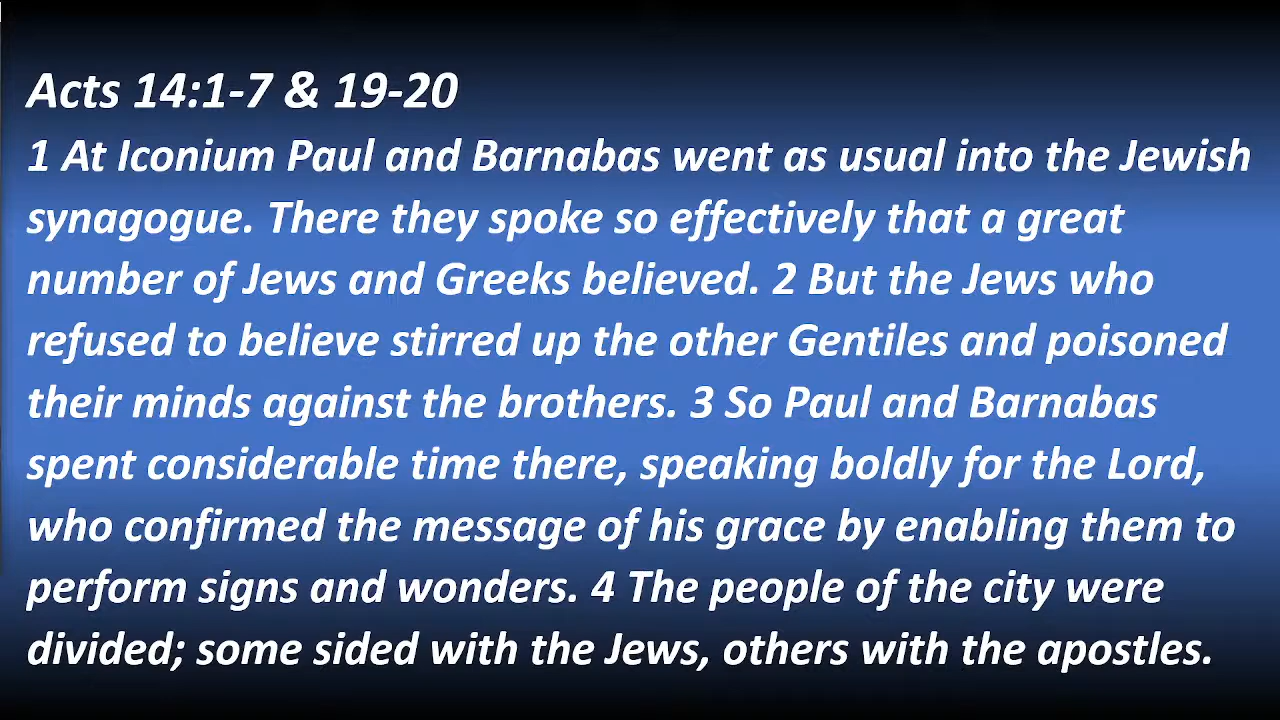 Acts 14:1-7 & 19-20
1 At Iconium Paul and Barnabas went as usual into the Jewish
synagogue. There they spoke so effectively that a great
number of Jews and Greeks believed. 2 But the Jews who
refused to believe stirred up the other Gentiles and poisoned
their minds against the brothers. 3 So Paul and Barnabas
spent considerable time there, speaking boldly for the Lord,
who confirmed the message of his grace by enabling them to
perform signs and wonders. 4 The people of the city were
divided; some sided with the Jews, others with the apostles.